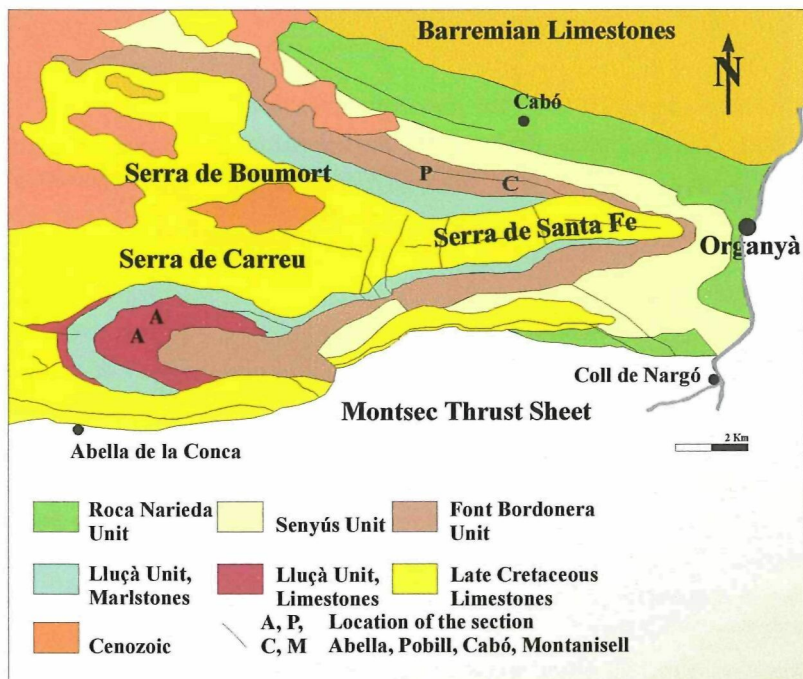 Barremian Limestones
N
Cabó
P
C
Serra de Boumort
Serra de Santa Fe
Organyà
Serra de Carreu
A
A
Coll de Nargó
Montsec Thrust Sheet
2 Km
Abella de la Conca
Roca Narieda
Unit
Senyús Unit
Font Bordonera
Unit
Lluçà Unit,
Marlstones
Lluçà Unit,
Limestones
Late Cretaceous
Limestones
Cenozoic
A, P, Location of the section
C, M Abella, Pobill, Cabó, Montanisell